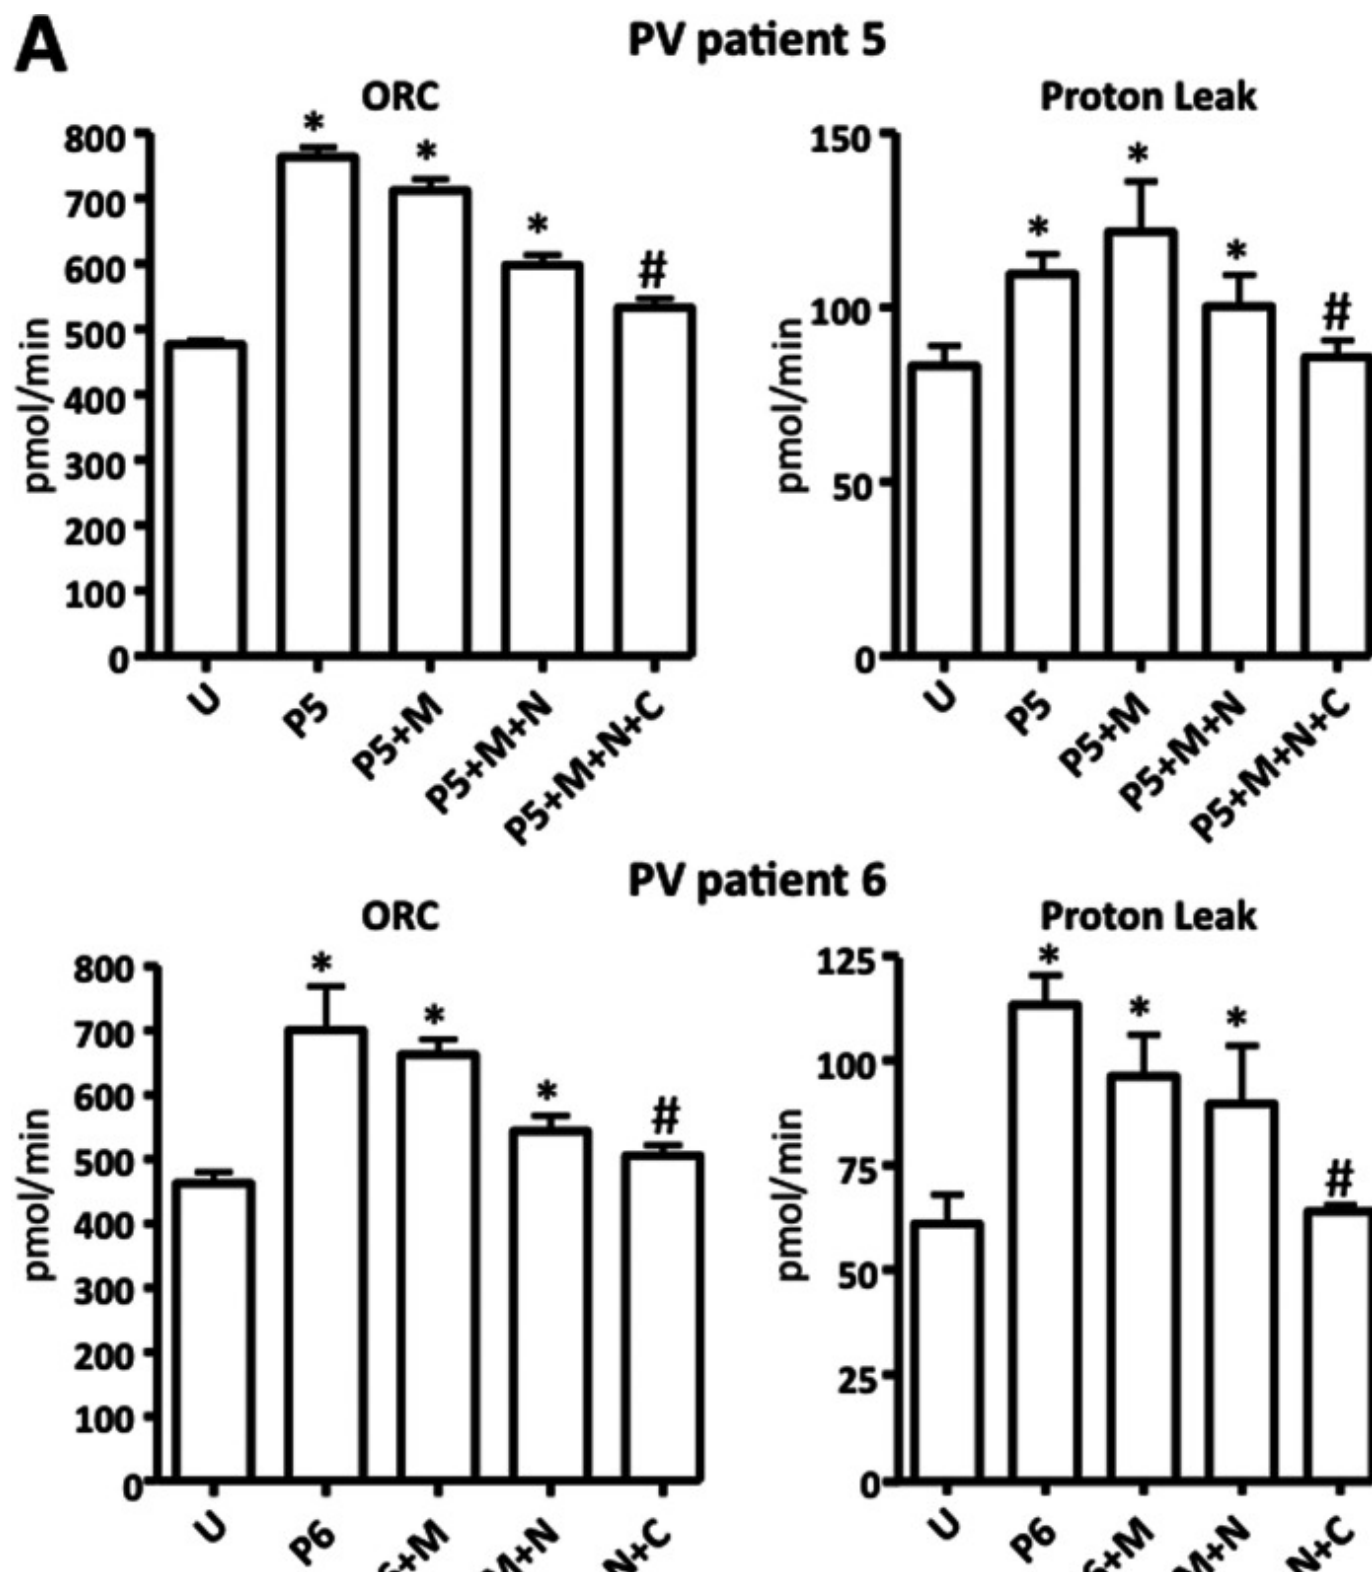 A
PV patient 5
ORC
*
*
*
#
800
700
600
500
400
300
200
100
0
pmol/min
U
P5
P5+M
P5+M+N
P5+M+N+C
Proton Leak
*
*
*
#
150
100
50
0
pmol/min
U
P5
P5+M
P5+M+N
P5+M+N+C
PV patient 6
ORC
*
*
*
#
800
700
600
500
400
300
200
100
0
pmol/min
U
P6
6+M
M+N
N+C
Proton Leak
*
*
*
#
125
100
75
50
25
0
pmol/min
U
P6
6+M
M+N
N+C